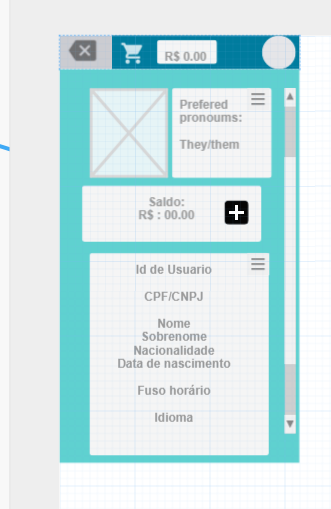 R$ 0.00
Prefered
pronoums:
They/them
Saldo:
R$ : 00.00
Id de Usuario
CPF/CNPJ
Nome
Sobrenome
Nacionalidade
Data de nascimento
Fuso horário
Idioma